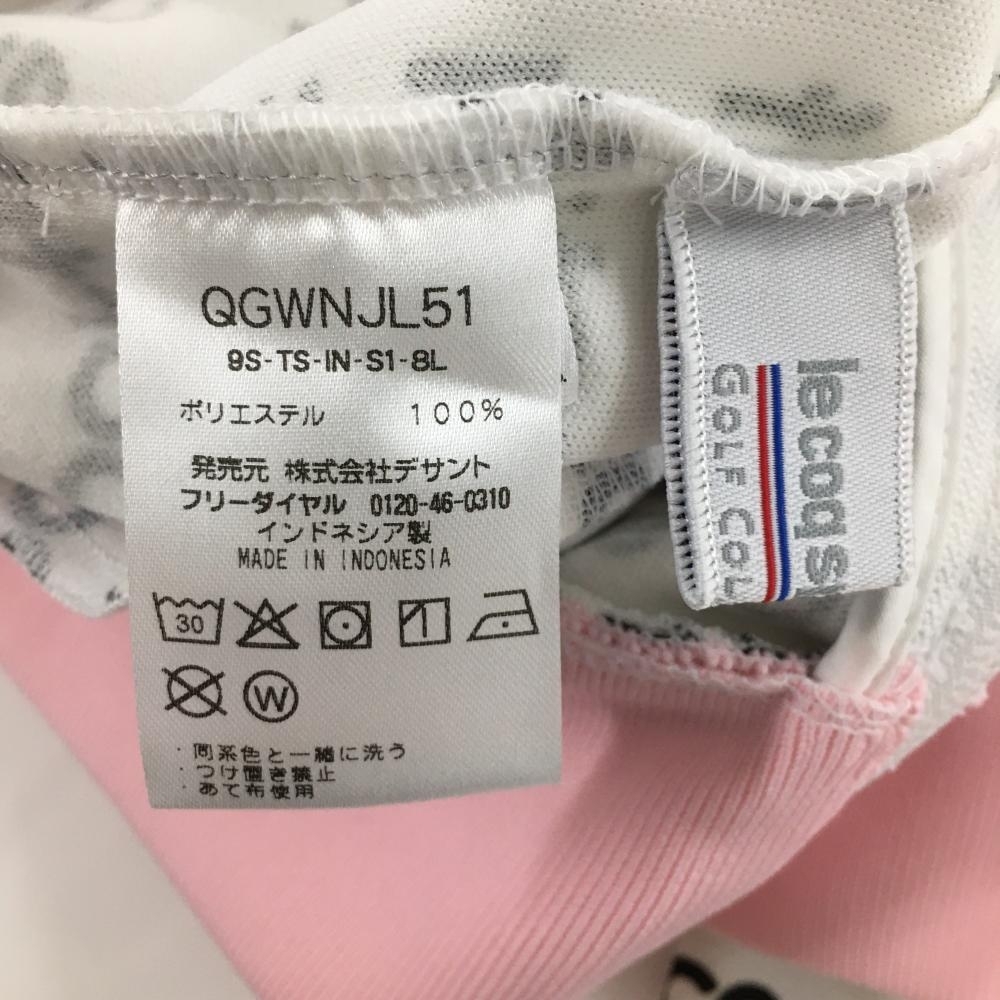 QGWNJL51
9S-TS-IN-S1-8L
ポリエステル 100%
発売元 株式会社デサント
フリーダイヤル 0120-46-0310
インドネシア製
MADE IN INDONESIA
30
W
・同系色と一緒に洗う
・つけ置き禁止
・あて布使用
lecoqs
GOLF COL